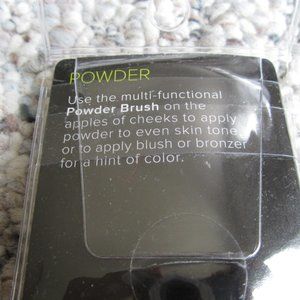 POWDER
Use the multi-functional
Powder Brush on the
apples of cheeks to apply
powder to even skin tone
or to apply blush or bronzer
for a hint of color.